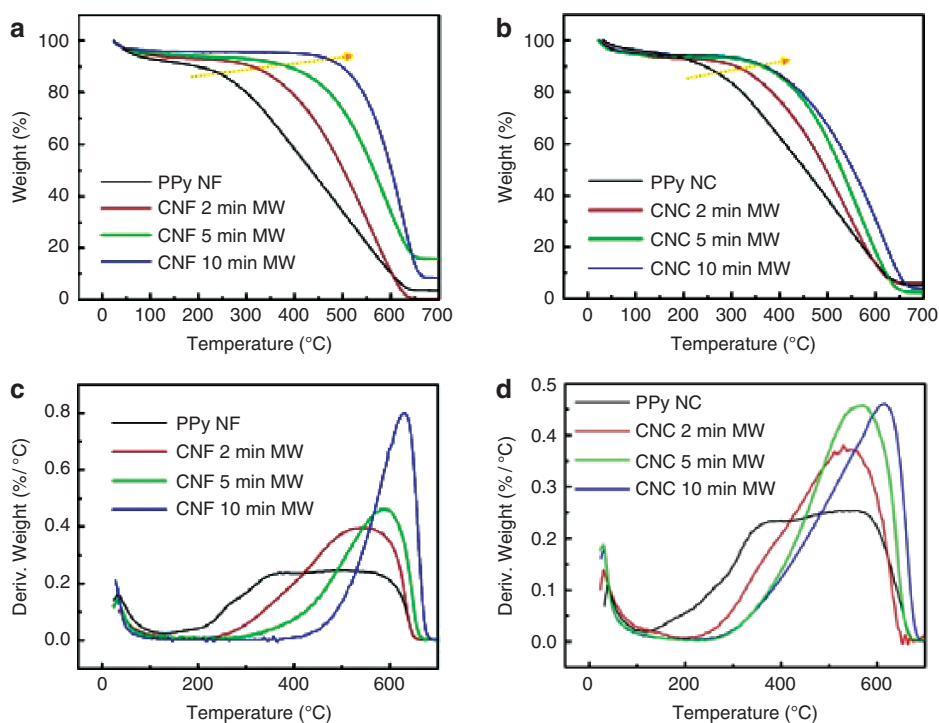 a
100
80
60
40
20
0
Weight (%)
PPy NF
CNF 2 min MW
CNF 5 min MW
CNF 10 min MW
0 100 200 300 400 500 600 700
Temperature (°C)
b
100
80
60
40
20
0
Weight (%)
PPy NC
CNC 2 min MW
CNC 5 min MW
CNC 10 min MW
0 100 200 300 400 500 600 700
Temperature (°C)
c
0.8
0.6
0.4
0.2
0.0
Deriv. Weight (%/°C)
PPy NF
CNF 2 min MW
CNF 5 min MW
CNF 10 min MW
0 200 400 600
Temperature (°C)
d
0.5
0.4
0.3
0.2
0.1
0.0
Deriv. Weight (%/°C)
PPy NC
CNC 2 min MW
CNC 5 min MW
CNC 10 min MW
0 200 400 600
Temperature (°C)